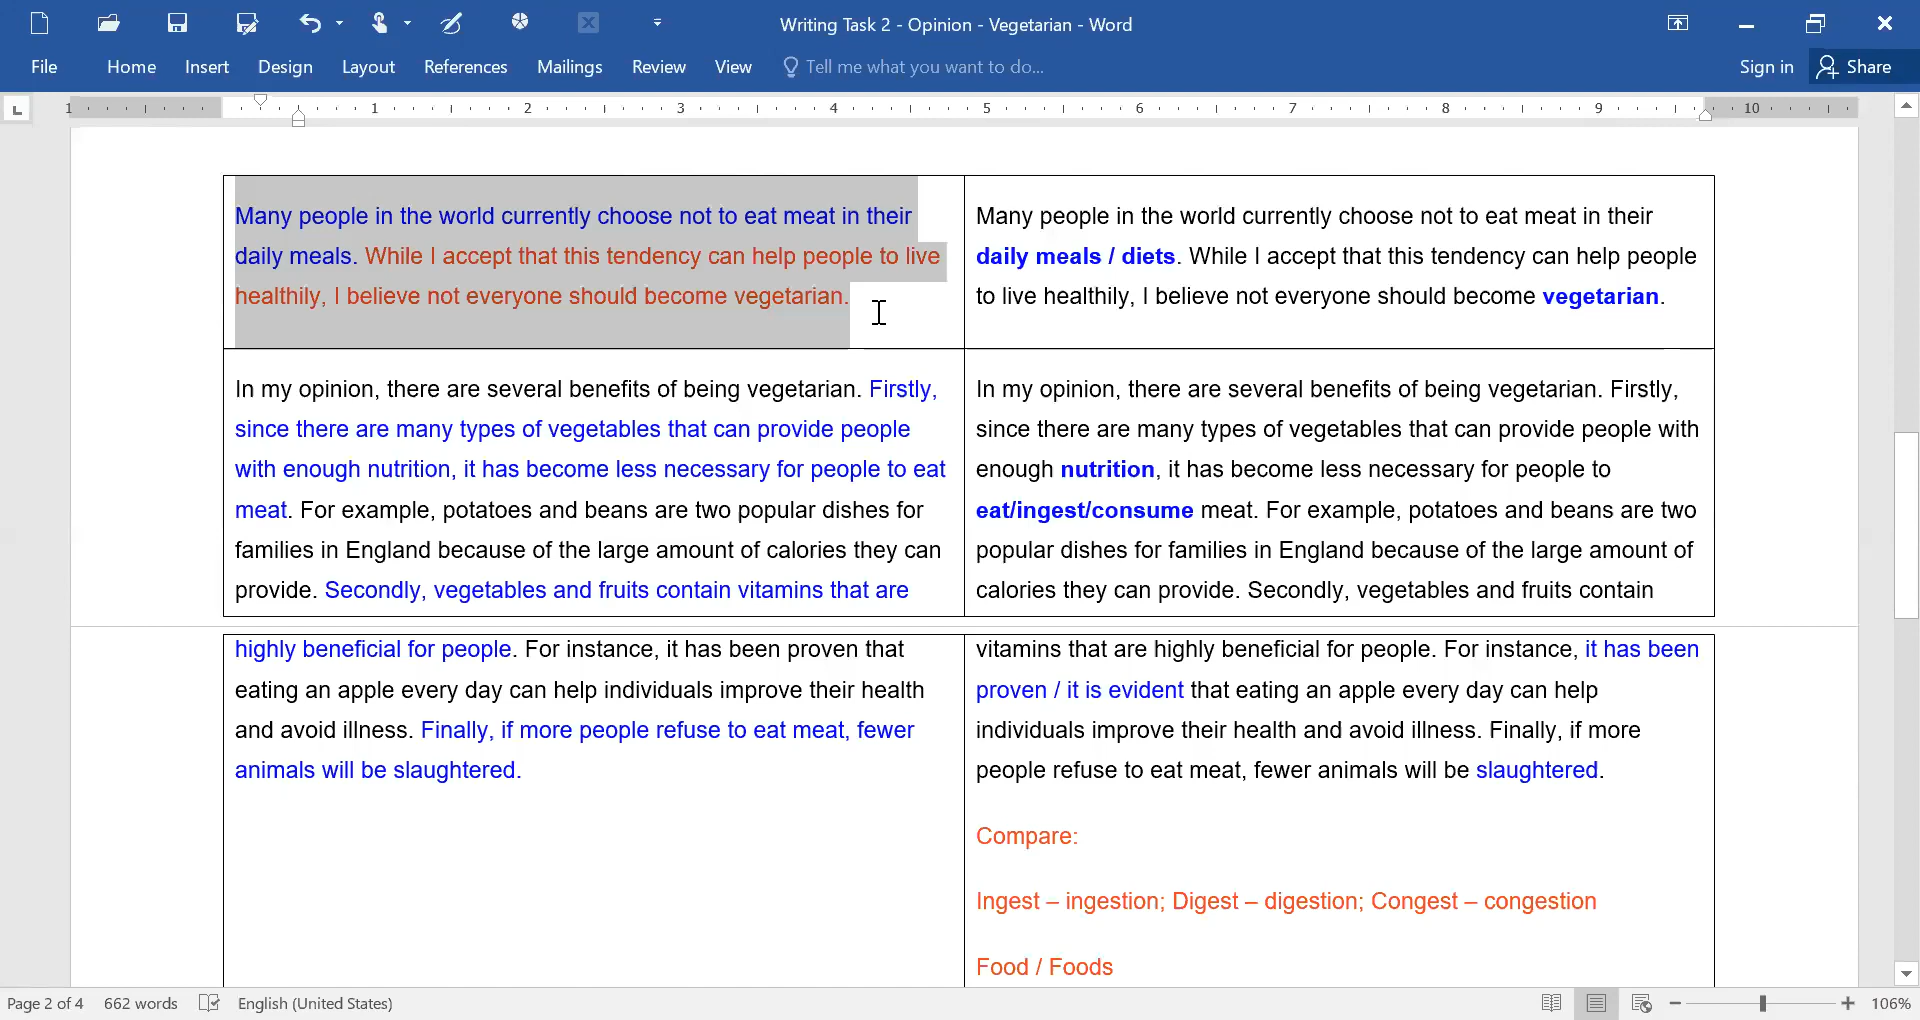 Writing Task 2 - Opinion - Vegetarian - Word
File Home Insert Design Layout References Mailings Review View Tell me what you want to do... Sign in Share
L 1 1 2 3 4 5 6 7 8 9 10
Many people in the world currently choose not to eat meat in their
daily meals. While I accept that this tendency can help people to live
healthily, I believe not everyone should become vegetarian.
Many people in the world currently choose not to eat meat in their
daily meals / diets. While I accept that this tendency can help people
to live healthily, I believe not everyone should become vegetarian.
In my opinion, there are several benefits of being vegetarian. Firstly,
since there are many types of vegetables that can provide people
with enough nutrition, it has become less necessary for people to eat
meat. For example, potatoes and beans are two popular dishes for
families in England because of the large amount of calories they can
provide. Secondly, vegetables and fruits contain vitamins that are
In my opinion, there are several benefits of being vegetarian. Firstly,
since there are many types of vegetables that can provide people with
enough nutrition, it has become less necessary for people to
eat/ingest/consume meat. For example, potatoes and beans are two
popular dishes for families in England because of the large amount of
calories they can provide. Secondly, vegetables and fruits contain
highly beneficial for people. For instance, it has been proven that
eating an apple every day can help individuals improve their health
and avoid illness. Finally, if more people refuse to eat meat, fewer
animals will be slaughtered.
vitamins that are highly beneficial for people. For instance, it has been
proven / it is evident that eating an apple every day can help
individuals improve their health and avoid illness. Finally, if more
people refuse to eat meat, fewer animals will be slaughtered.
Compare:
Ingest – ingestion; Digest – digestion; Congest – congestion
Food / Foods
Page 2 of 4 662 words English (United States) 106%